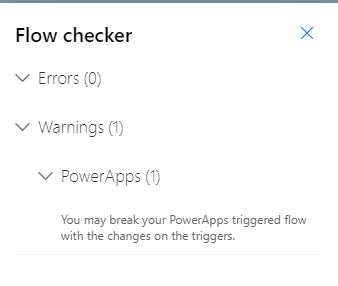 Flow checker
Errors (0)
Warnings (1)
PowerApps (1)
You may break your PowerApps triggered flow
with the changes on the triggers.